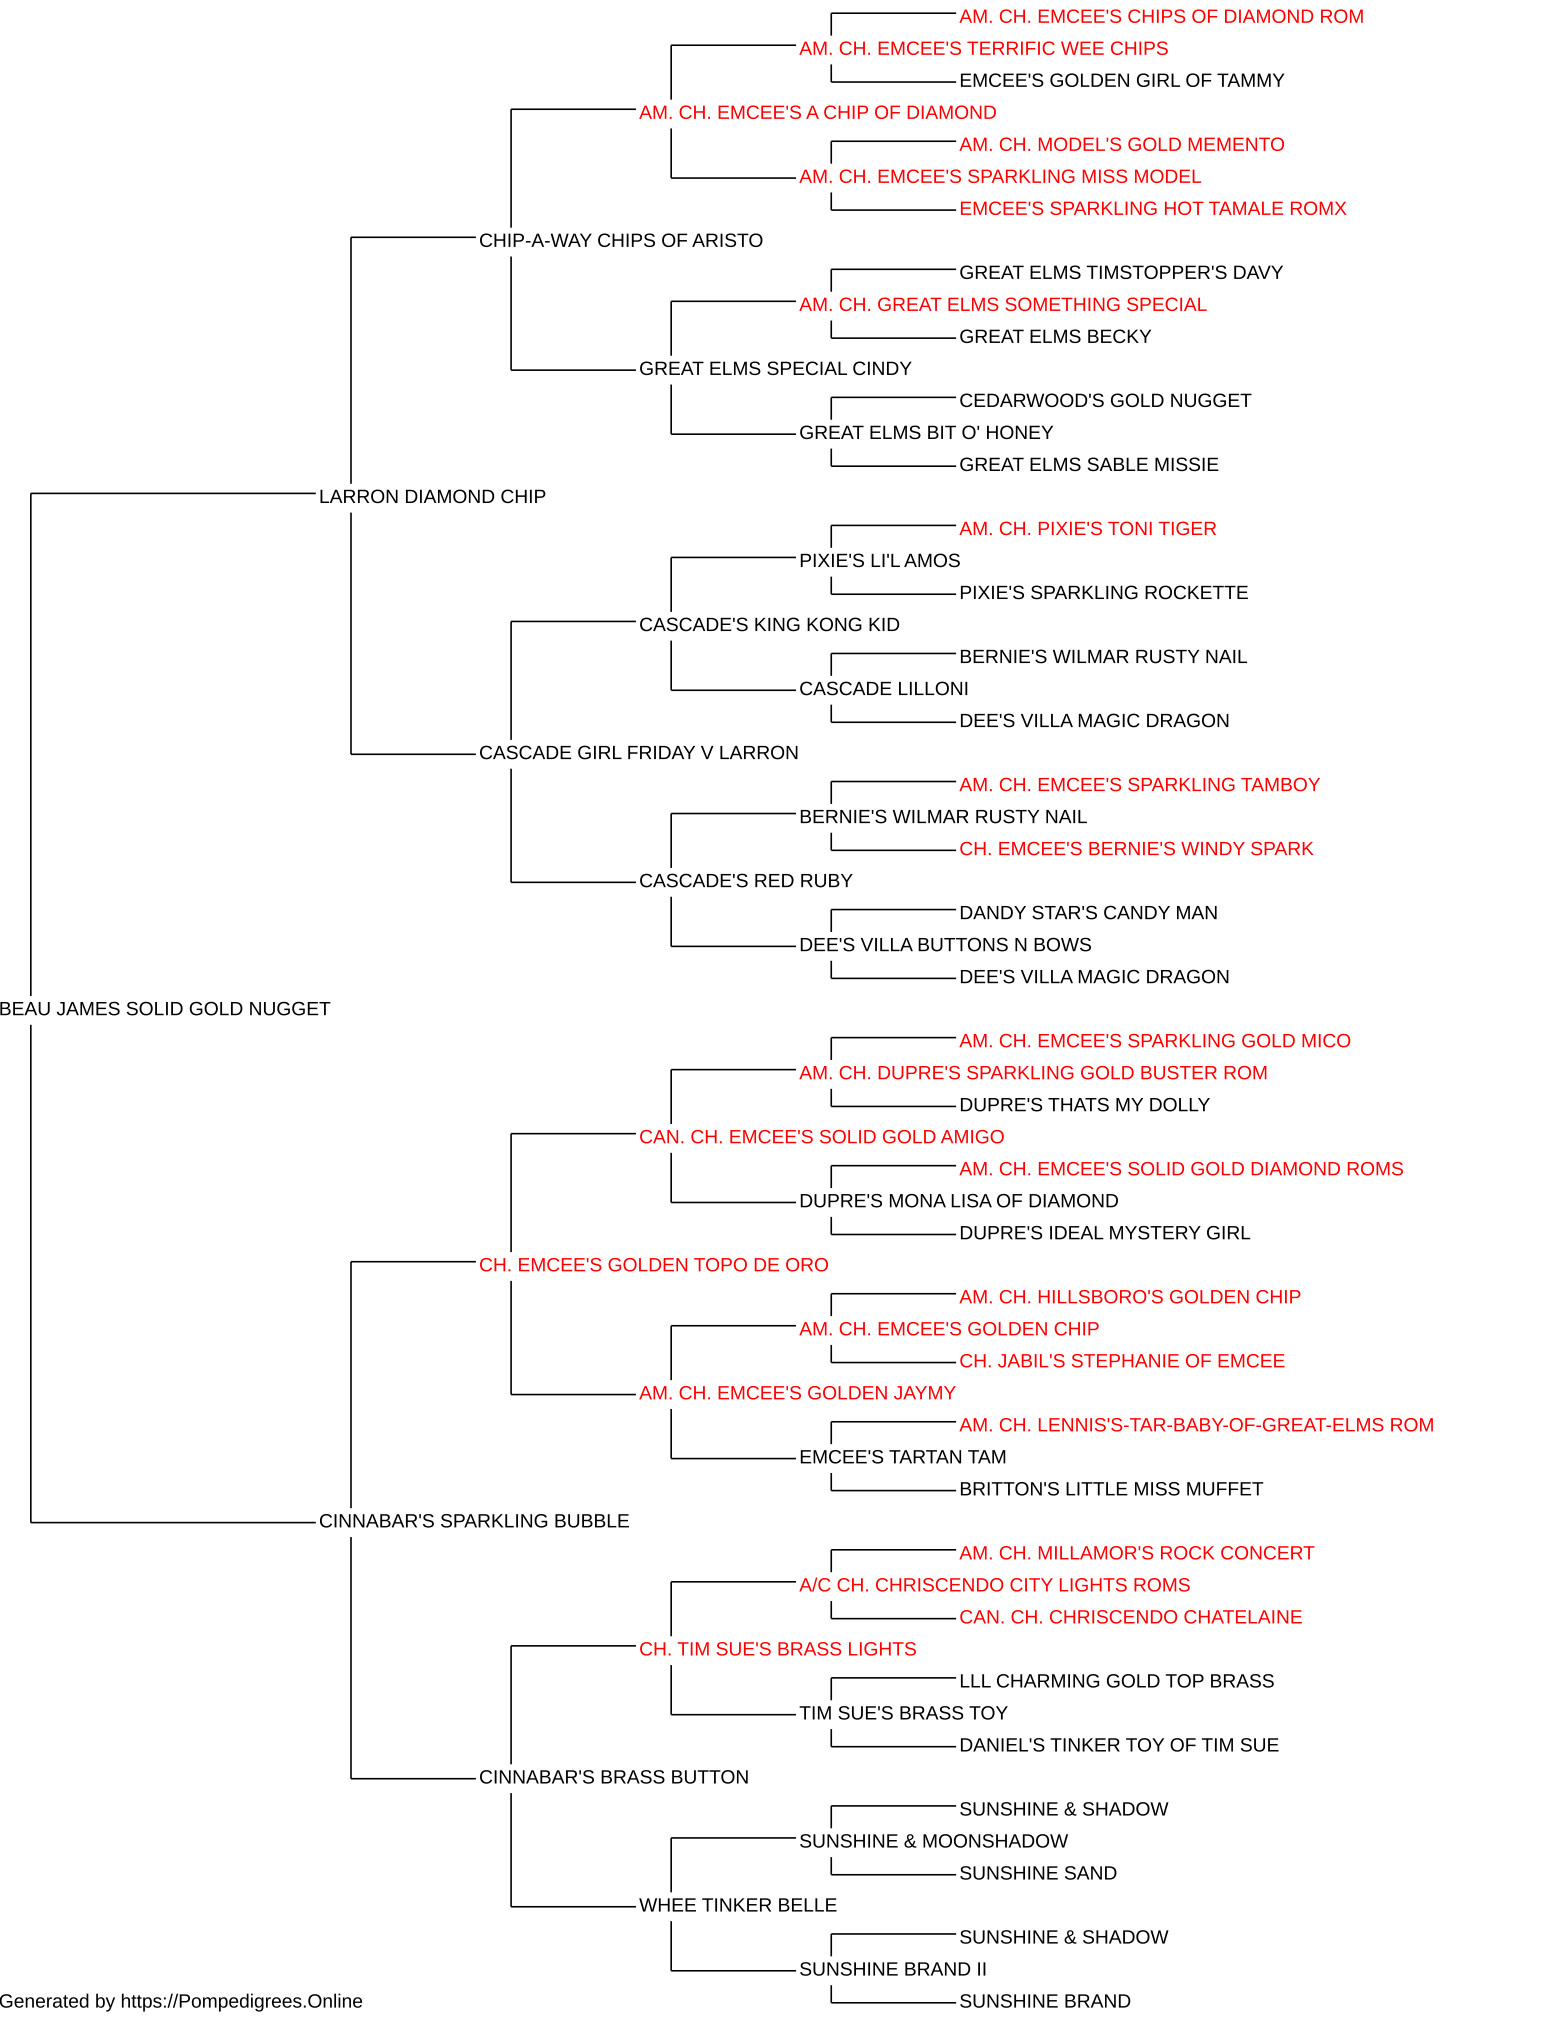 AM. CH. EMCEE'S CHIPS OF DIAMOND ROM
AM. CH. EMCEE'S TERRIFIC WEE CHIPS
EMCEE'S GOLDEN GIRL OF TAMMY
AM. CH. EMCEE'S A CHIP OF DIAMOND
AM. CH. MODEL'S GOLD MEMENTO
AM. CH. EMCEE'S SPARKLING MISS MODEL
EMCEE'S SPARKLING HOT TAMALE ROMX
CHIP-A-WAY CHIPS OF ARISTO
GREAT ELMS TIMSTOPPER'S DAVY
AM. CH. GREAT ELMS SOMETHING SPECIAL
GREAT ELMS BECKY
GREAT ELMS SPECIAL CINDY
CEDARWOOD'S GOLD NUGGET
GREAT ELMS BIT O' HONEY
GREAT ELMS SABLE MISSIE
LARRON DIAMOND CHIP
AM. CH. PIXIE'S TONI TIGER
PIXIE'S LI'L AMOS
PIXIE'S SPARKLING ROCKETTE
CASCADE'S KING KONG KID
BERNIE'S WILMAR RUSTY NAIL
CASCADE LILLONI
DEE'S VILLA MAGIC DRAGON
CASCADE GIRL FRIDAY V LARRON
AM. CH. EMCEE'S SPARKLING TAMBOY
BERNIE'S WILMAR RUSTY NAIL
CH. EMCEE'S BERNIE'S WINDY SPARK
CASCADE'S RED RUBY
DANDY STAR'S CANDY MAN
DEE'S VILLA BUTTONS N BOWS
DEE'S VILLA MAGIC DRAGON
BEAU JAMES SOLID GOLD NUGGET
AM. CH. EMCEE'S SPARKLING GOLD MICO
AM. CH. DUPRE'S SPARKLING GOLD BUSTER ROM
DUPRE'S THATS MY DOLLY
CAN. CH. EMCEE'S SOLID GOLD AMIGO
AM. CH. EMCEE'S SOLID GOLD DIAMOND ROMS
DUPRE'S MONA LISA OF DIAMOND
DUPRE'S IDEAL MYSTERY GIRL
CH. EMCEE'S GOLDEN TOPO DE ORO
AM. CH. HILLSBORO'S GOLDEN CHIP
AM. CH. EMCEE'S GOLDEN CHIP
CH. JABIL'S STEPHANIE OF EMCEE
AM. CH. EMCEE'S GOLDEN JAYMY
AM. CH. LENNIS'S-TAR-BABY-OF-GREAT-ELMS ROM
EMCEE'S TARTAN TAM
BRITTON'S LITTLE MISS MUFFET
CINNABAR'S SPARKLING BUBBLE
AM. CH. MILLAMOR'S ROCK CONCERT
A/C CH. CHRISCENDO CITY LIGHTS ROMS
CAN. CH. CHRISCENDO CHATELAINE
CH. TIM SUE'S BRASS LIGHTS
LLL CHARMING GOLD TOP BRASS
TIM SUE'S BRASS TOY
DANIEL'S TINKER TOY OF TIM SUE
CINNABAR'S BRASS BUTTON
SUNSHINE & SHADOW
SUNSHINE & MOONSHADOW
SUNSHINE SAND
WHEE TINKER BELLE
SUNSHINE & SHADOW
SUNSHINE BRAND II
SUNSHINE BRAND
Generated by https://Pompedigrees.Online